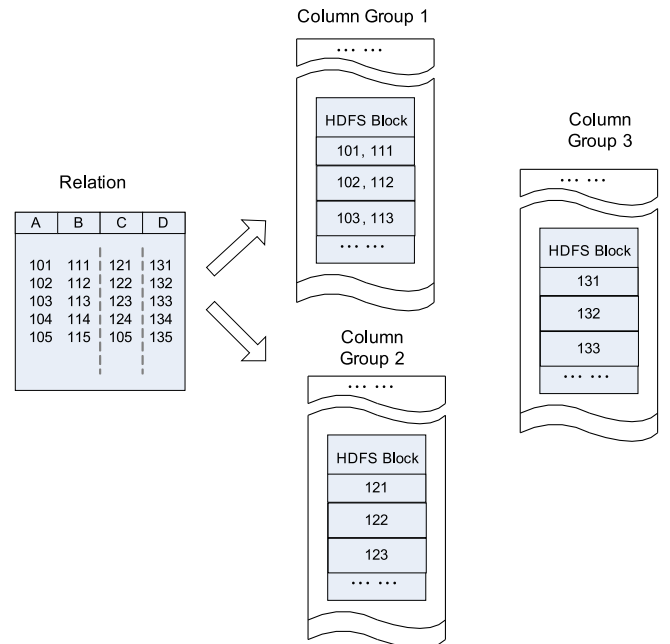 Column Group 1
... ...
HDFS Block
101, 111
102, 112
103, 113
... ...
Column
Group 3
... ...
HDFS Block
131
132
133
... ...
Relation
A B C D
101 111 121 131
102 112 122 132
103 113 123 133
104 114 124 134
105 115 105 135
Column
Group 2
... ...
HDFS Block
121
122
123
... ...